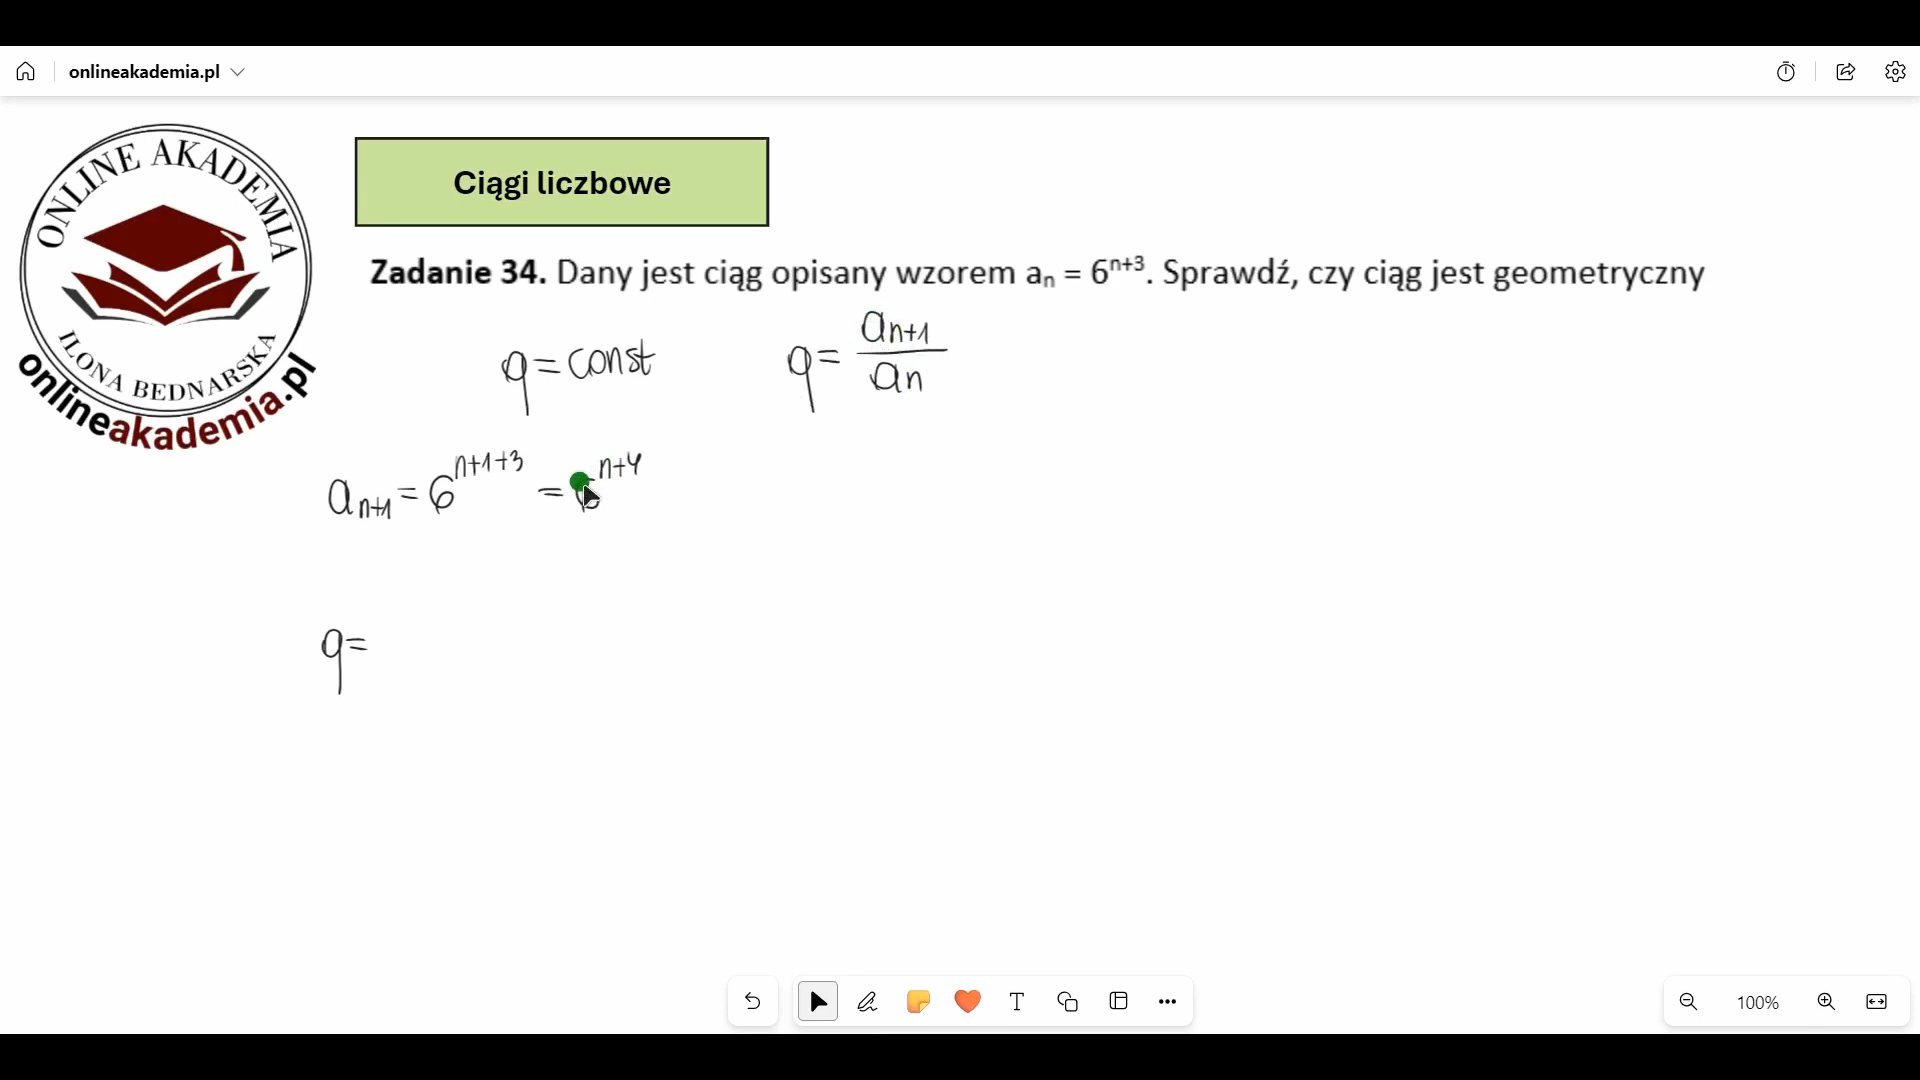 onlineakademia.pl
ONLINE AKADEMIA
ILONA BEDNARSKA
onlineakademia.pl
Ciągi liczbowe
Zadanie 34. Dany jest ciąg opisany wzorem aₙ = 6ⁿ⁺³. Sprawdź, czy ciąg jest geometryczny
q = const
q = aₙ₊₁ / aₙ
aₙ₊₁ = 6ⁿ⁺¹⁺³ = 6ⁿ⁺⁴
q =
T
100%